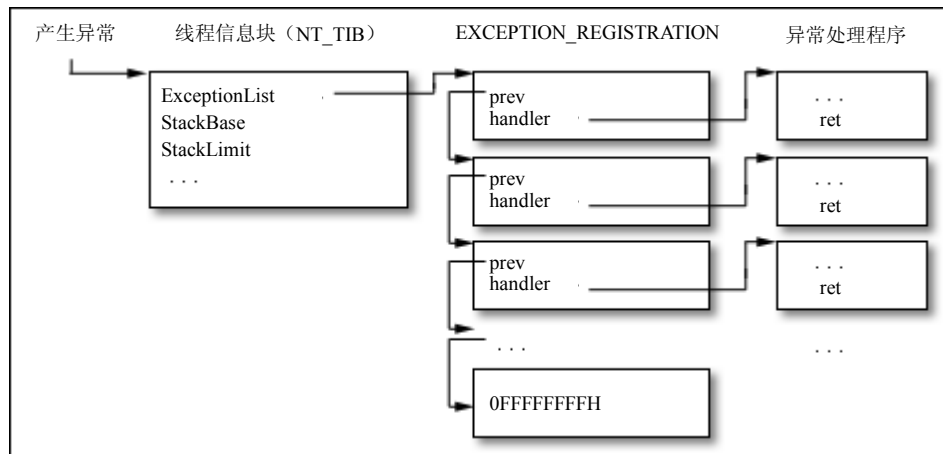 产生异常
线程信息块（NT_TIB）
EXCEPTION_REGISTRATION
异常处理程序
ExceptionList
StackBase
StackLimit
. . .
prev
handler
. . .
ret
prev
handler
. . .
ret
prev
handler
. . .
ret
. . .
. . .
0FFFFFFFFH